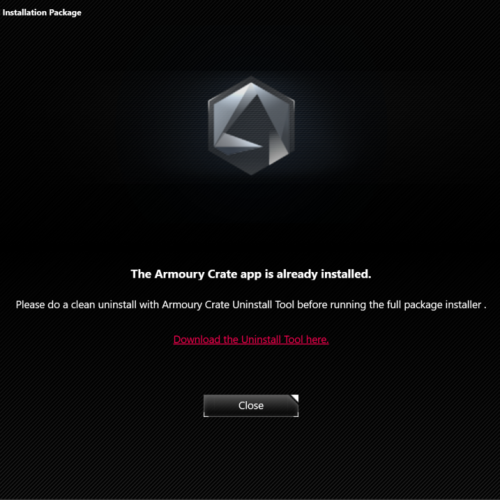 Installation Package
The Armoury Crate app is already installed.
Please do a clean uninstall with Armoury Crate Uninstall Tool before running the full package installer .
Download the Uninstall Tool here.
Close